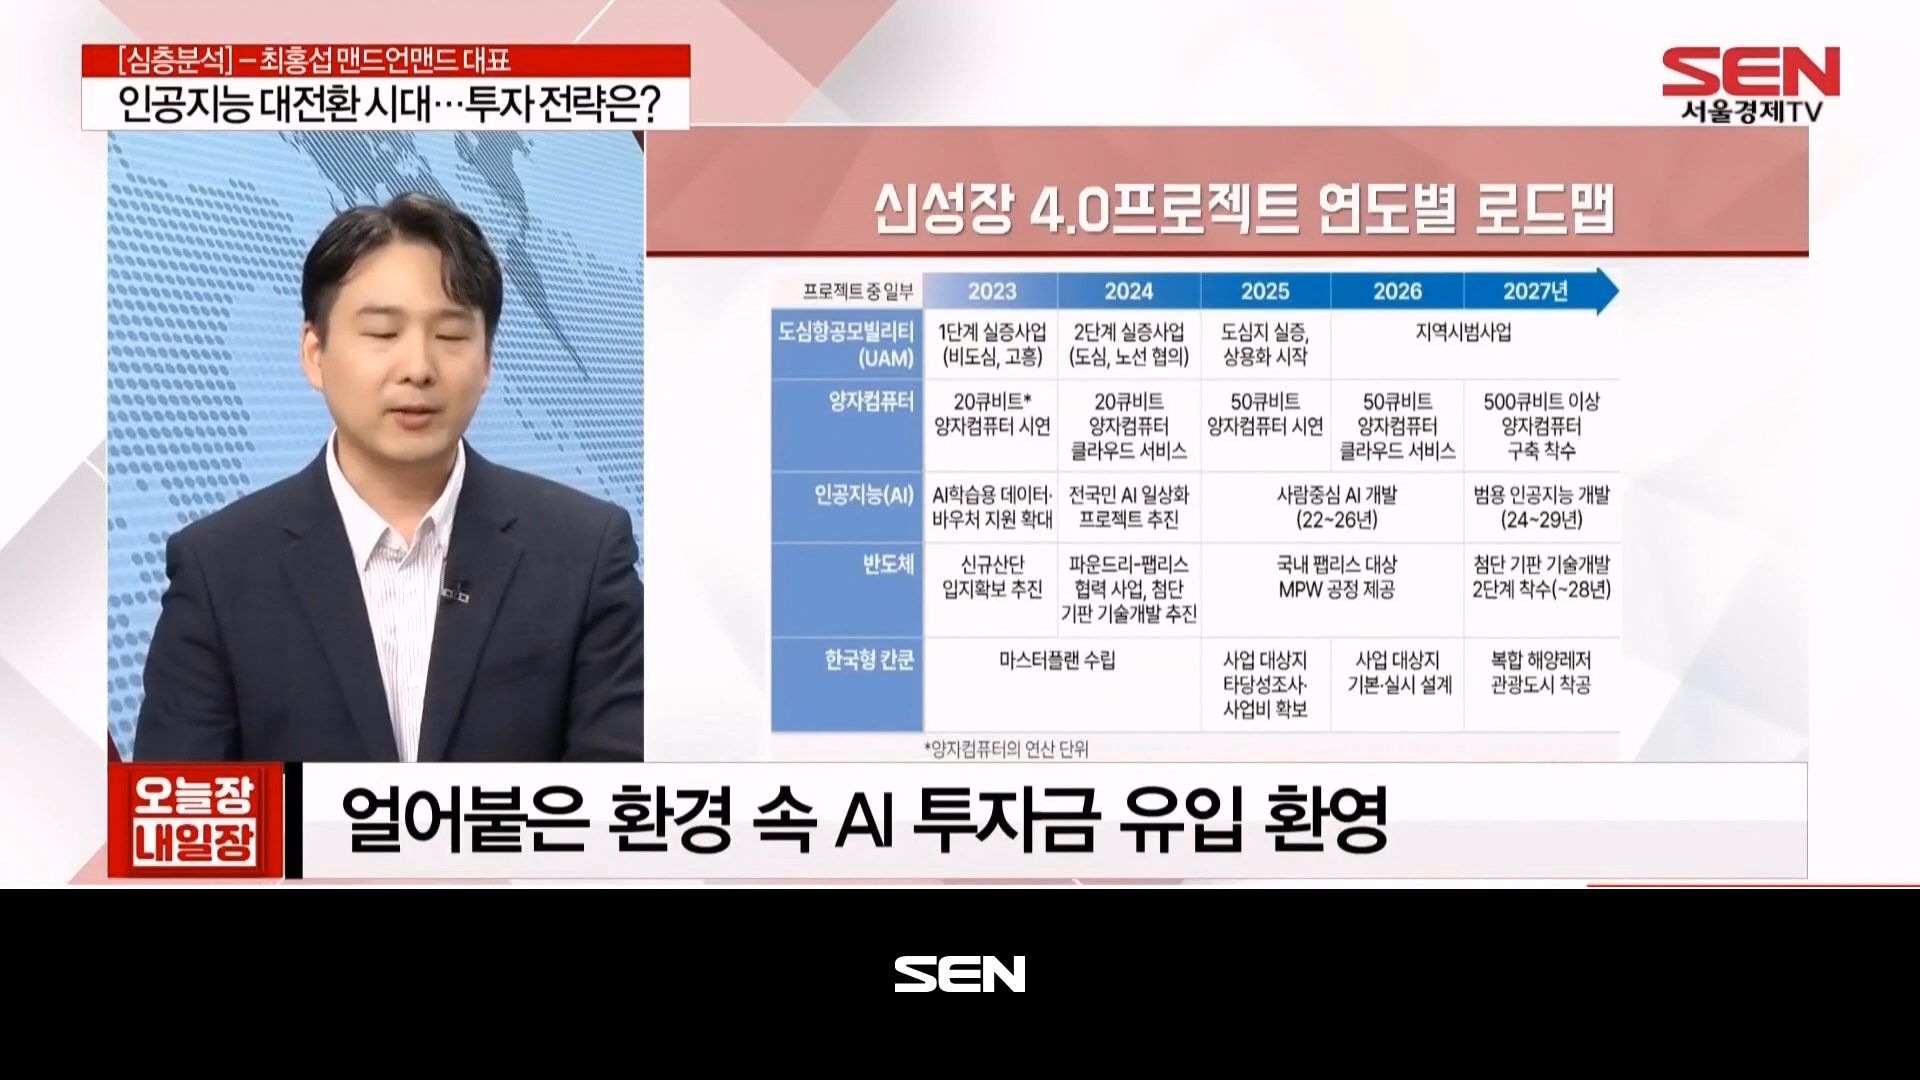 [심층분석] – 최홍섭 맨드언맨드 대표
인공지능 대전환 시대…투자 전략은?
SEN
서울경제TV
신성장 4.0프로젝트 연도별 로드맵
프로젝트 중 일부 2023 2024 2025 2026 2027년
도심항공모빌리티
(UAM)
1단계 실증사업
(비도심, 고흥)
2단계 실증사업
(도심, 노선 협의)
도심지 실증,
상용화 시작
지역시범사업
양자컴퓨터
20큐비트*
양자컴퓨터 시연
20큐비트
양자컴퓨터
클라우드 서비스
50큐비트
양자컴퓨터 시연
50큐비트
양자컴퓨터
클라우드 서비스
500큐비트 이상
양자컴퓨터
구축 착수
인공지능(AI)
AI학습용 데이터·
바우처 지원 확대
전국민 AI 일상화
프로젝트 추진
사람중심 AI 개발
(22~26년)
범용 인공지능 개발
(24~29년)
반도체
신규산단
입지확보 추진
파운드리-팹리스
협력 사업, 첨단
기판 기술개발 추진
국내 팹리스 대상
MPW 공정 제공
첨단 기판 기술개발
2단계 착수(~28년)
한국형 칸쿤
마스터플랜 수립
사업 대상지
타당성조사·
사업비 확보
사업 대상지
기본·실시 설계
복합 해양레저
관광도시 착공
*양자컴퓨터의 연산 단위
오늘장
내일장
얼어붙은 환경 속 AI 투자금 유입 환영
SEN